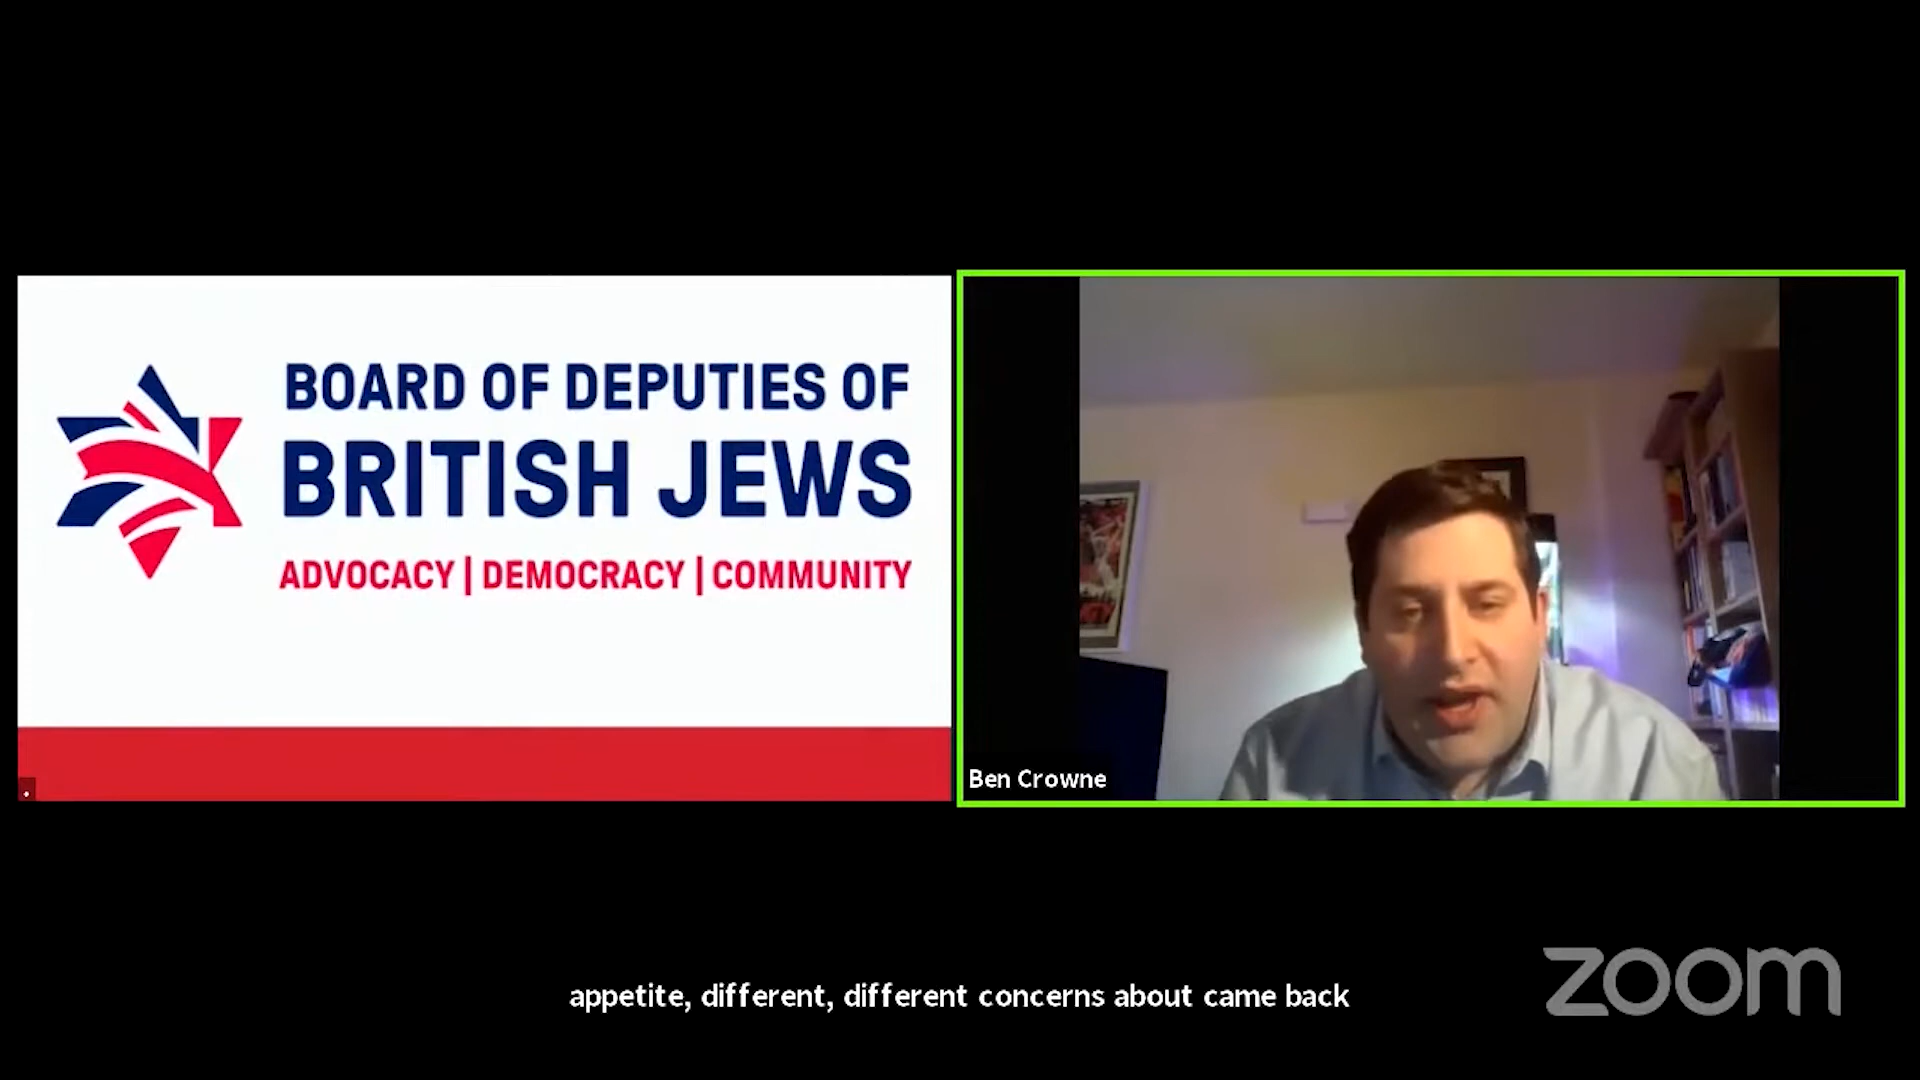 BOARD OF DEPUTIES OF
BRITISH JEWS
ADVOCACY | DEMOCRACY | COMMUNITY
Ben Crowne
appetite, different, different concerns about came back
zoom